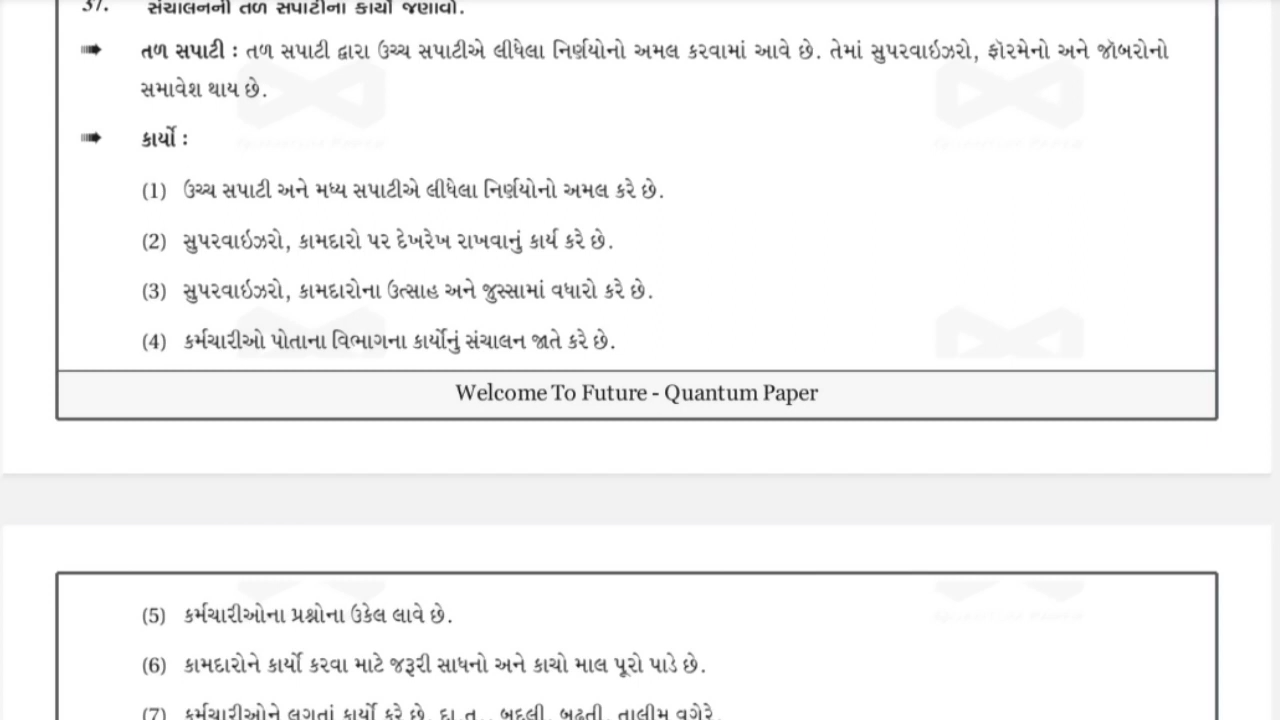 37. સંચાલનની તળ સપાટીના કાર્યો જણાવો.
તળ સપાટી : તળ સપાટી દ્વારા ઉચ્ચ સપાટીએ લીધેલા નિર્ણયોનો અમલ કરવામાં આવે છે. તેમાં સુપરવાઇઝરો, ફૉરમેનો અને જૉબરોનો
સમાવેશ થાય છે.
કાર્યો :
(1) ઉચ્ચ સપાટી અને મધ્ય સપાટીએ લીધેલા નિર્ણયોનો અમલ કરે છે.
(2) સુપરવાઇઝરો, કામદારો પર દેખરેખ રાખવાનું કાર્ય કરે છે.
(3) સુપરવાઇઝરો, કામદારોના ઉત્સાહ અને જુસ્સામાં વધારો કરે છે.
(4) કર્મચારીઓ પોતાના વિભાગના કાર્યોનું સંચાલન જાતે કરે છે.
Welcome To Future - Quantum Paper
(5) કર્મચારીઓના પ્રશ્નોના ઉકેલ લાવે છે.
(6) કામદારોને કાર્યો કરવા માટે જરૂરી સાધનો અને કાચો માલ પૂરો પાડે છે.
(7) કર્મચારીઓને લગતાં કાર્યો કરે છે. દા.ત., બદલી, બઢતી, તાલીમ વગેરે.